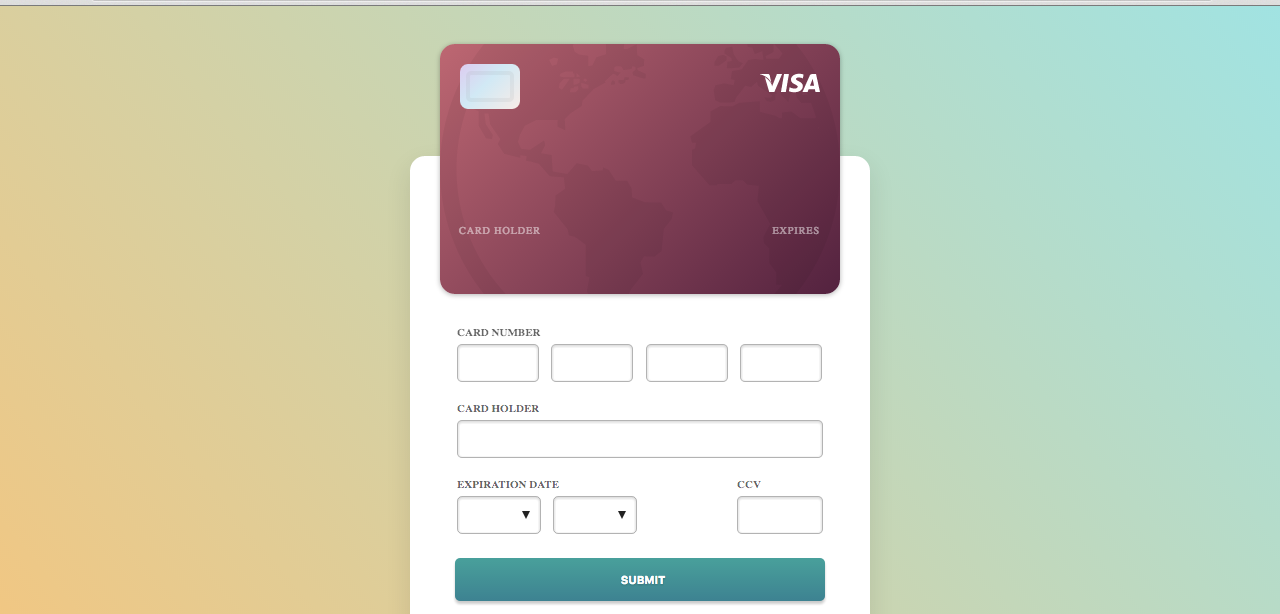 VISA
CARD HOLDER EXPIRES
CARD NUMBER
CARD HOLDER
EXPIRATION DATE CCV
SUBMIT